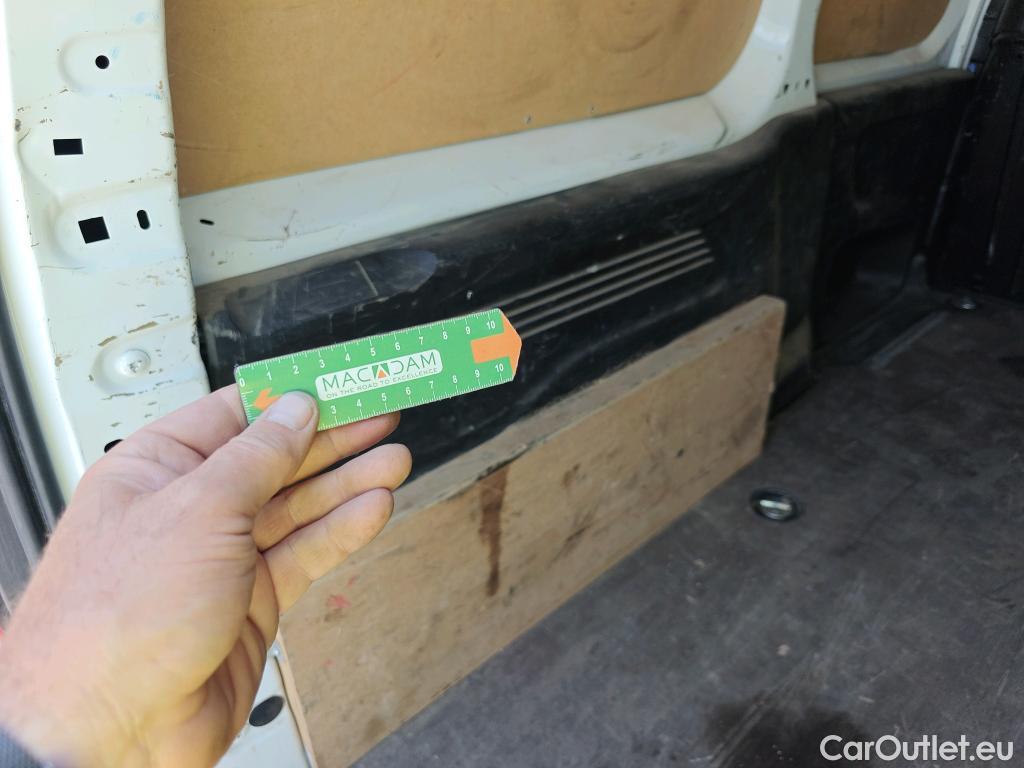 0 1 2 3 4 5 6 7 8 9 10
MACADAM
ON THE ROAD TO EXCELLENCE
3 4 5 6 7 8 9 10
CarOutlet.eu